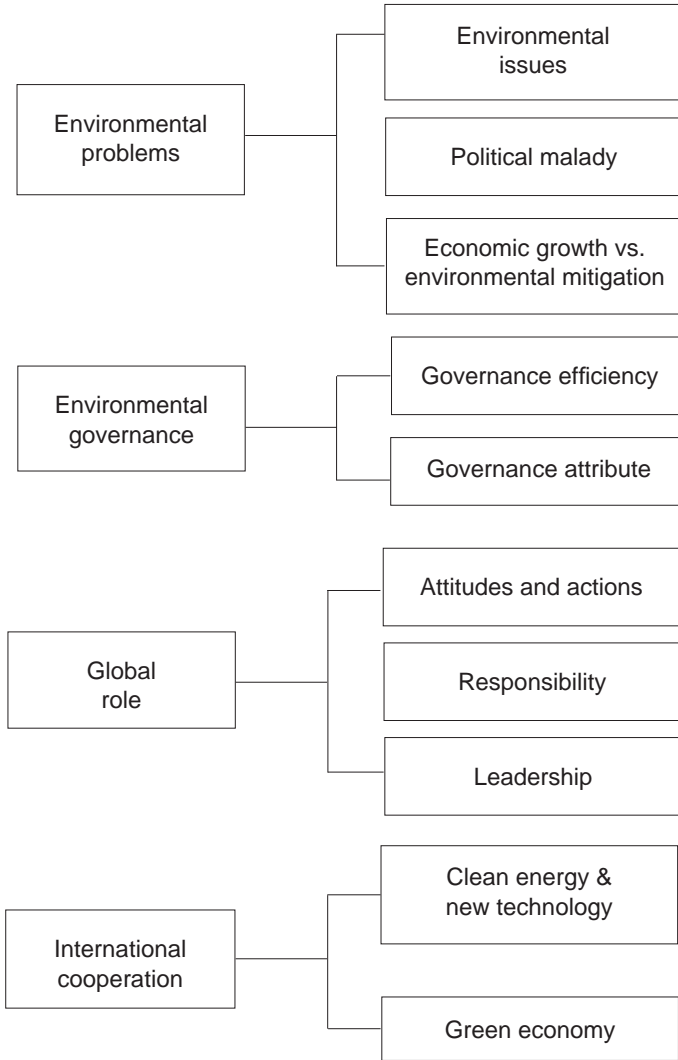 Environmental
problems
Environmental
issues
Political malady
Economic growth vs.
environmental mitigation
Environmental
governance
Governance efficiency
Governance attribute
Global
role
Attitudes and actions
Responsibility
Leadership
International
cooperation
Clean energy &
new technology
Green economy